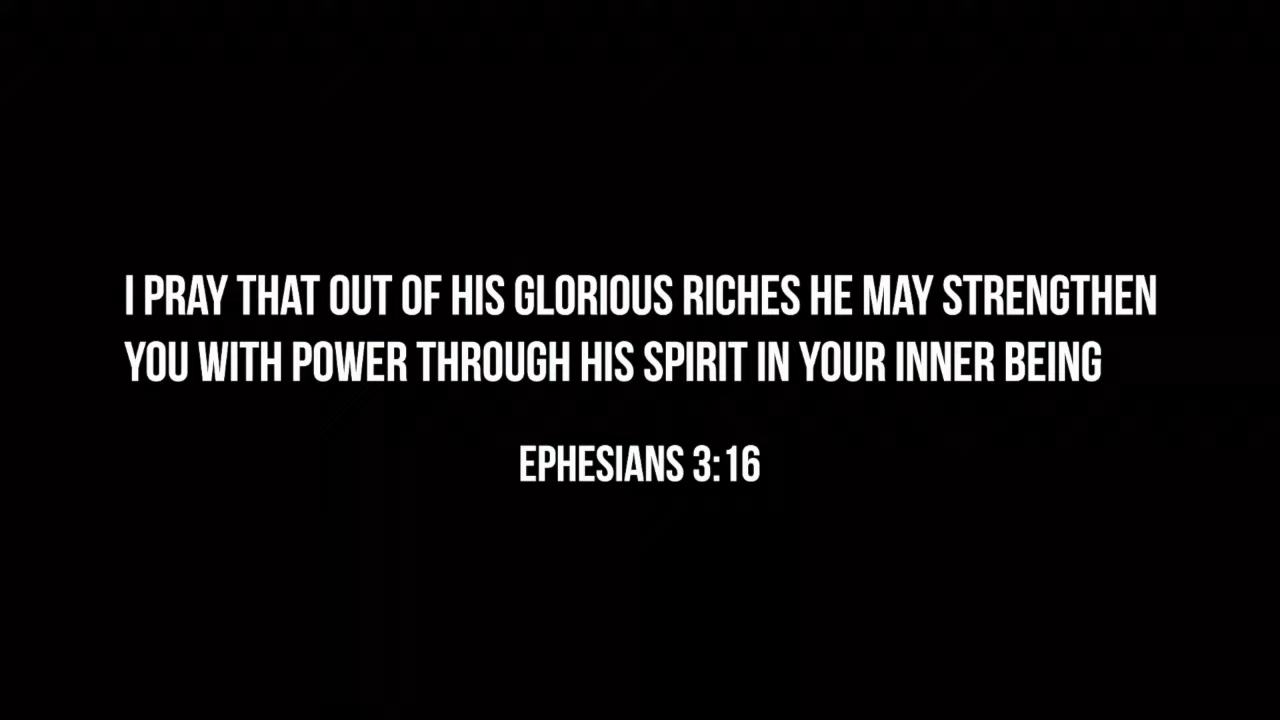 I PRAY THAT OUT OF HIS GLORIOUS RICHES HE MAY STRENGTHEN
YOU WITH POWER THROUGH HIS SPIRIT IN YOUR INNER BEING
EPHESIANS 3:16